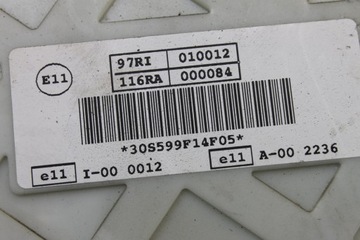 E11
97RI 010012
116RA 000084
*30S599F14F05*
e11 I-00 0012
e11 A-00 2236